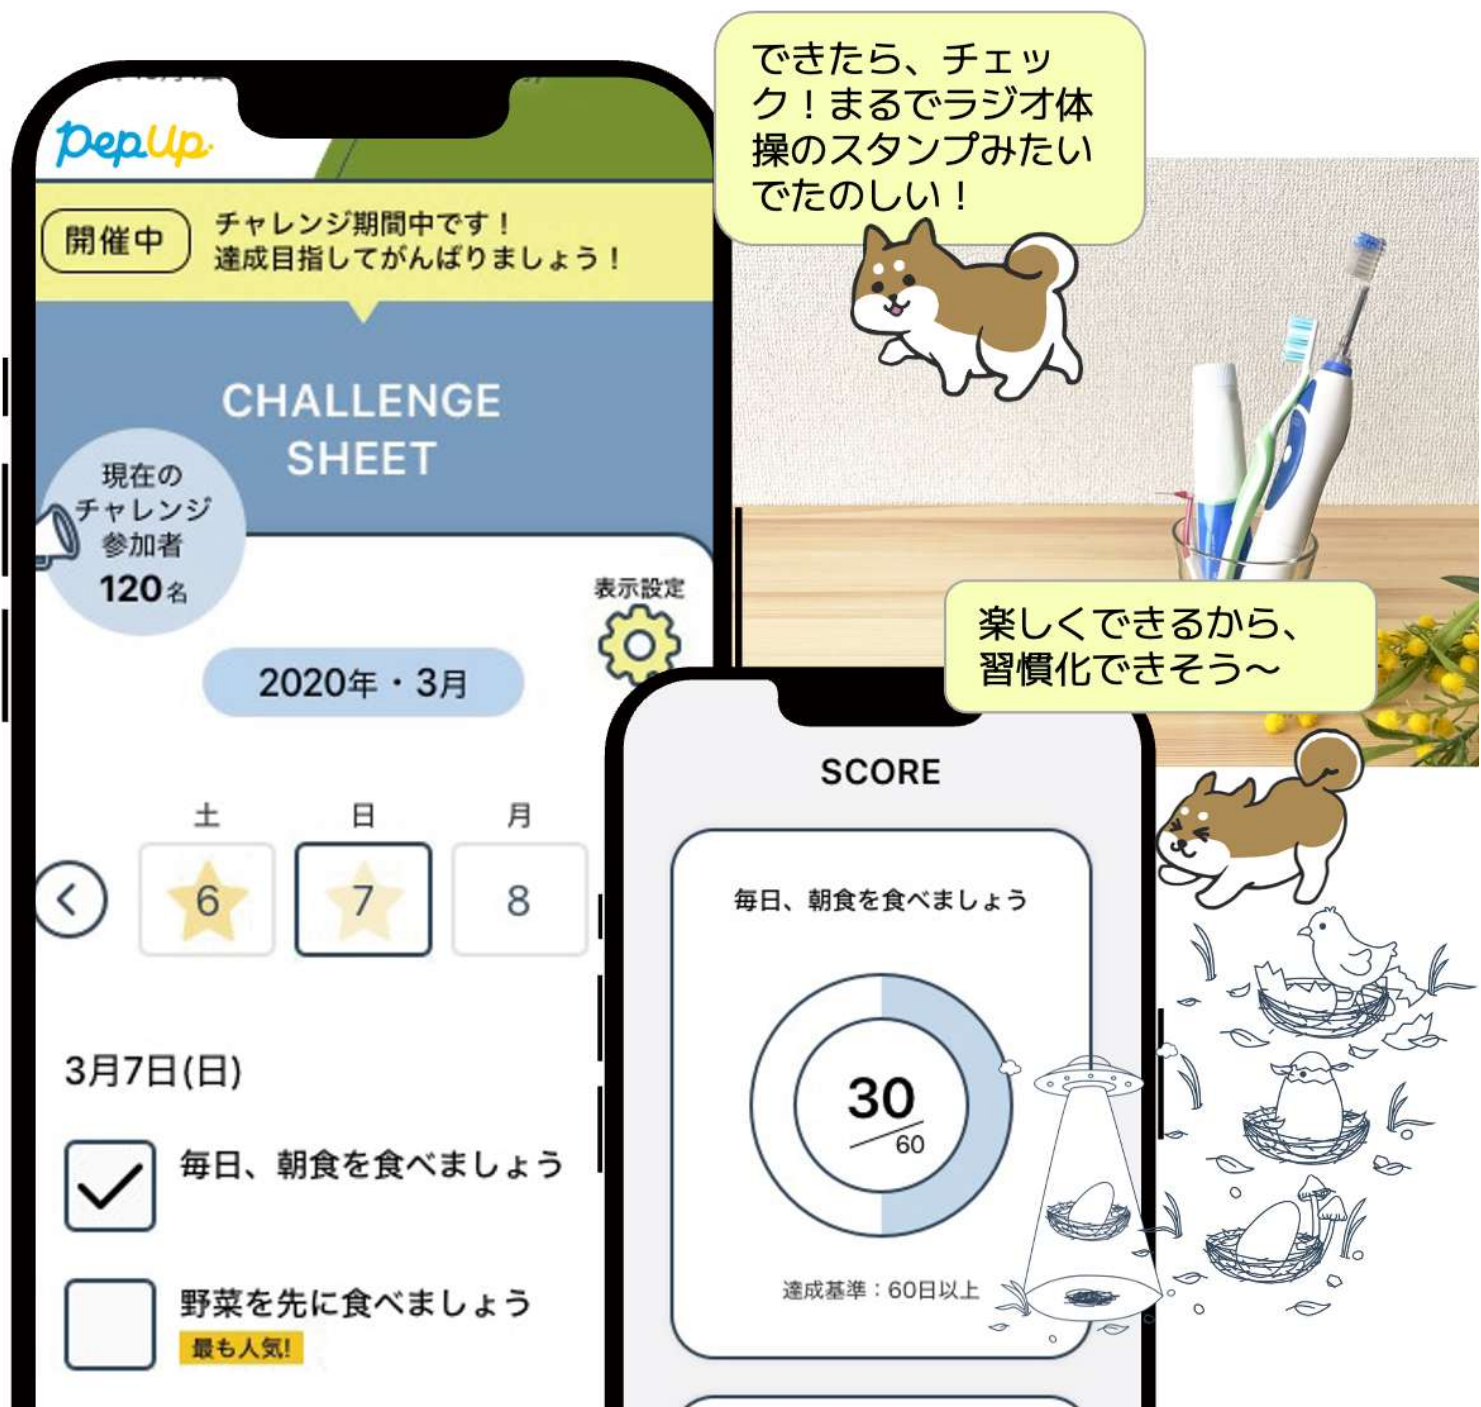 できたら、チェッ
ク！まるでラジオ体
操のスタンプみたい
でたのしい！
PepUp
開催中
チャレンジ期間中です！
達成目指してがんばりましょう！
CHALLENGE
SHEET
現在の
チャレンジ
参加者
120名
表示設定
2020年・3月
土 日 月
6 7 8
3月7日(日)
毎日、朝食を食べましょう
野菜を先に食べましょう
最も人気!
楽しくできるから、
習慣化できそう～
SCORE
毎日、朝食を食べましょう
30
60
達成基準：60日以上